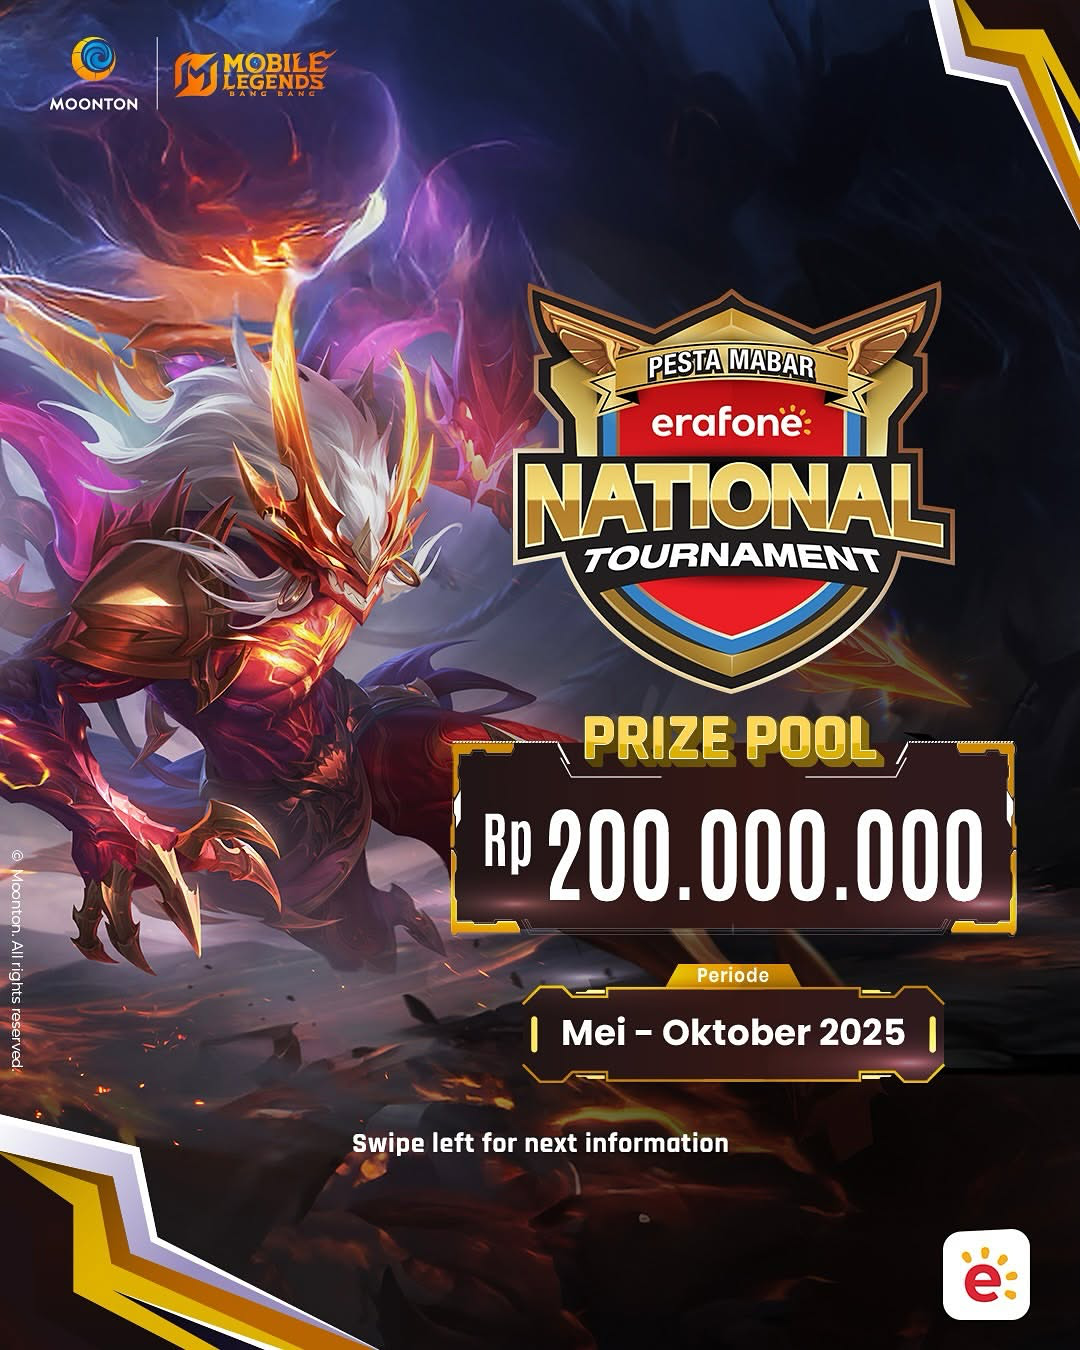 MOONTON
MOBILE
LEGENDS
BANG BANG
PESTA MABAR
erafone
NATIONAL
TOURNAMENT
PRIZE POOL
Rp 200.000.000
Periode
Mei - Oktober 2025
© Moonton. All rights reserved.
Swipe left for next information
e